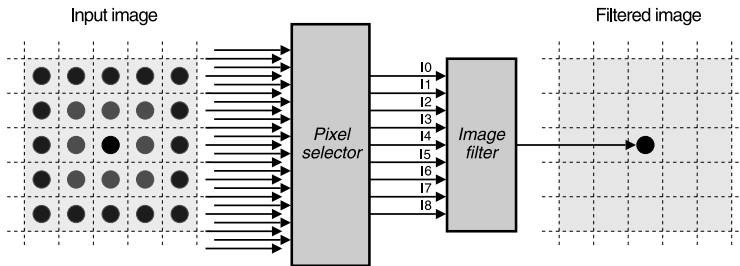 Input image
Filtered image
Pixel
selector
I0
I1
I2
I3
I4
I5
I6
I7
I8
Image
filter